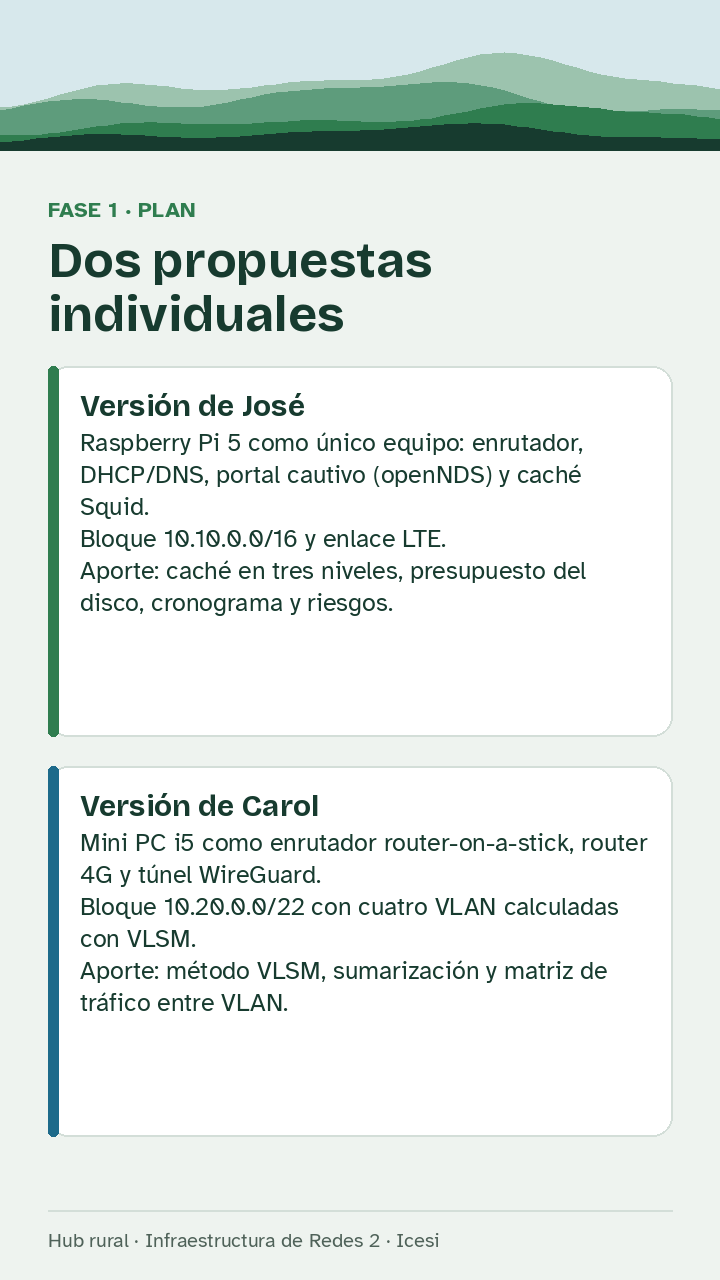 FASE 1 · PLAN
Dos propuestas
individuales
Versión de José
Raspberry Pi 5 como único equipo: enrutador,
DHCP/DNS, portal cautivo (openNDS) y caché
Squid.
Bloque 10.10.0.0/16 y enlace LTE.
Aporte: caché en tres niveles, presupuesto del
disco, cronograma y riesgos.
Versión de Carol
Mini PC i5 como enrutador router-on-a-stick, router
4G y túnel WireGuard.
Bloque 10.20.0.0/22 con cuatro VLAN calculadas
con VLSM.
Aporte: método VLSM, sumarización y matriz de
tráfico entre VLAN.
Hub rural · Infraestructura de Redes 2 · Icesi